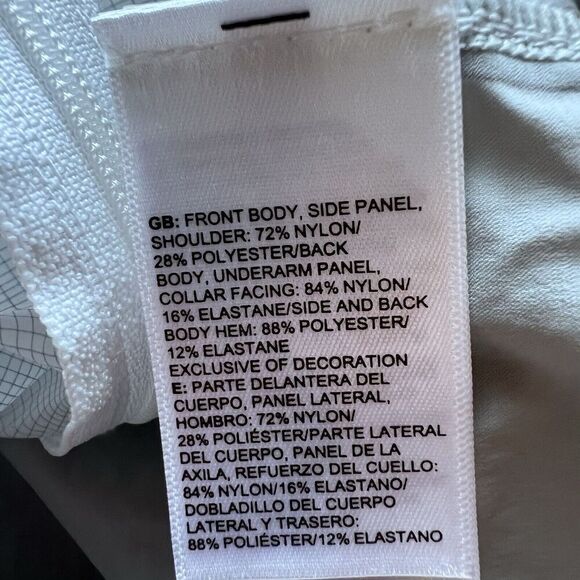 GB: FRONT BODY, SIDE PANEL,
SHOULDER: 72% NYLON/
28% POLYESTER/BACK
BODY, UNDERARM PANEL,
COLLAR FACING: 84% NYLON/
16% ELASTANE/SIDE AND BACK
BODY HEM: 88% POLYESTER/
12% ELASTANE
EXCLUSIVE OF DECORATION
E: PARTE DELANTERA DEL
CUERPO, PANEL LATERAL,
HOMBRO: 72% NYLON/
28% POLIÉSTER/PARTE LATERAL
DEL CUERPO, PANEL DE LA
AXILA, REFUERZO DEL CUELLO:
84% NYLON/16% ELASTANO/
DOBLADILLO DEL CUERPO
LATERAL Y TRASERO:
88% POLIÉSTER/12% ELASTANO